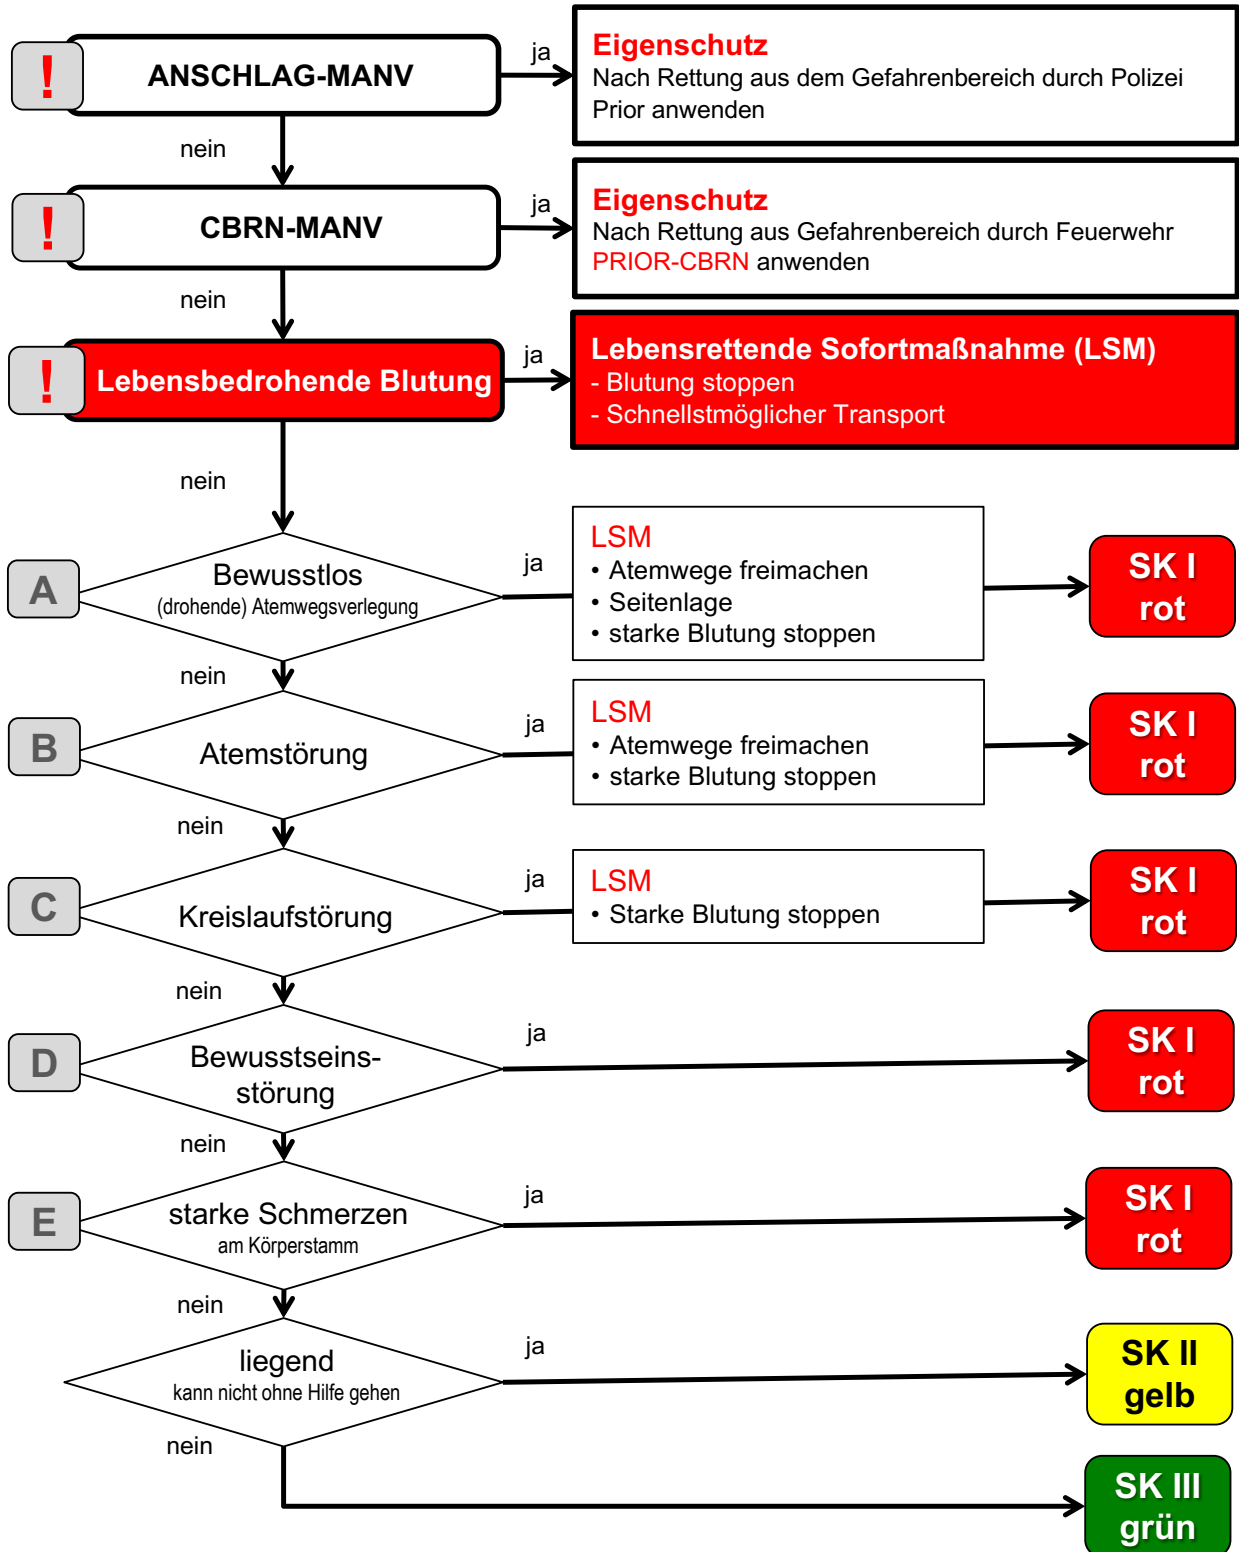 !
ANSCHLAG-MANV
ja
Eigenschutz
Nach Rettung aus dem Gefahrenbereich durch Polizei
Prior anwenden
nein
!
CBRN-MANV
ja
Eigenschutz
Nach Rettung aus Gefahrenbereich durch Feuerwehr
PRIOR-CBRN anwenden
nein
!
Lebensbedrohende Blutung
ja
Lebensrettende Sofortmaßnahme (LSM)
- Blutung stoppen
- Schnellstmöglicher Transport
nein
A
Bewusstlos
(drohende) Atemwegsverlegung
ja
LSM
• Atemwege freimachen
• Seitenlage
• starke Blutung stoppen
SK I
rot
nein
B
Atemstörung
ja
LSM
• Atemwege freimachen
• starke Blutung stoppen
SK I
rot
nein
C
Kreislaufstörung
ja
LSM
• Starke Blutung stoppen
SK I
rot
nein
D
Bewusstseins-
störung
ja
SK I
rot
nein
E
starke Schmerzen
am Körperstamm
ja
SK I
rot
nein
liegend
kann nicht ohne Hilfe gehen
ja
SK II
gelb
nein
SK III
grün